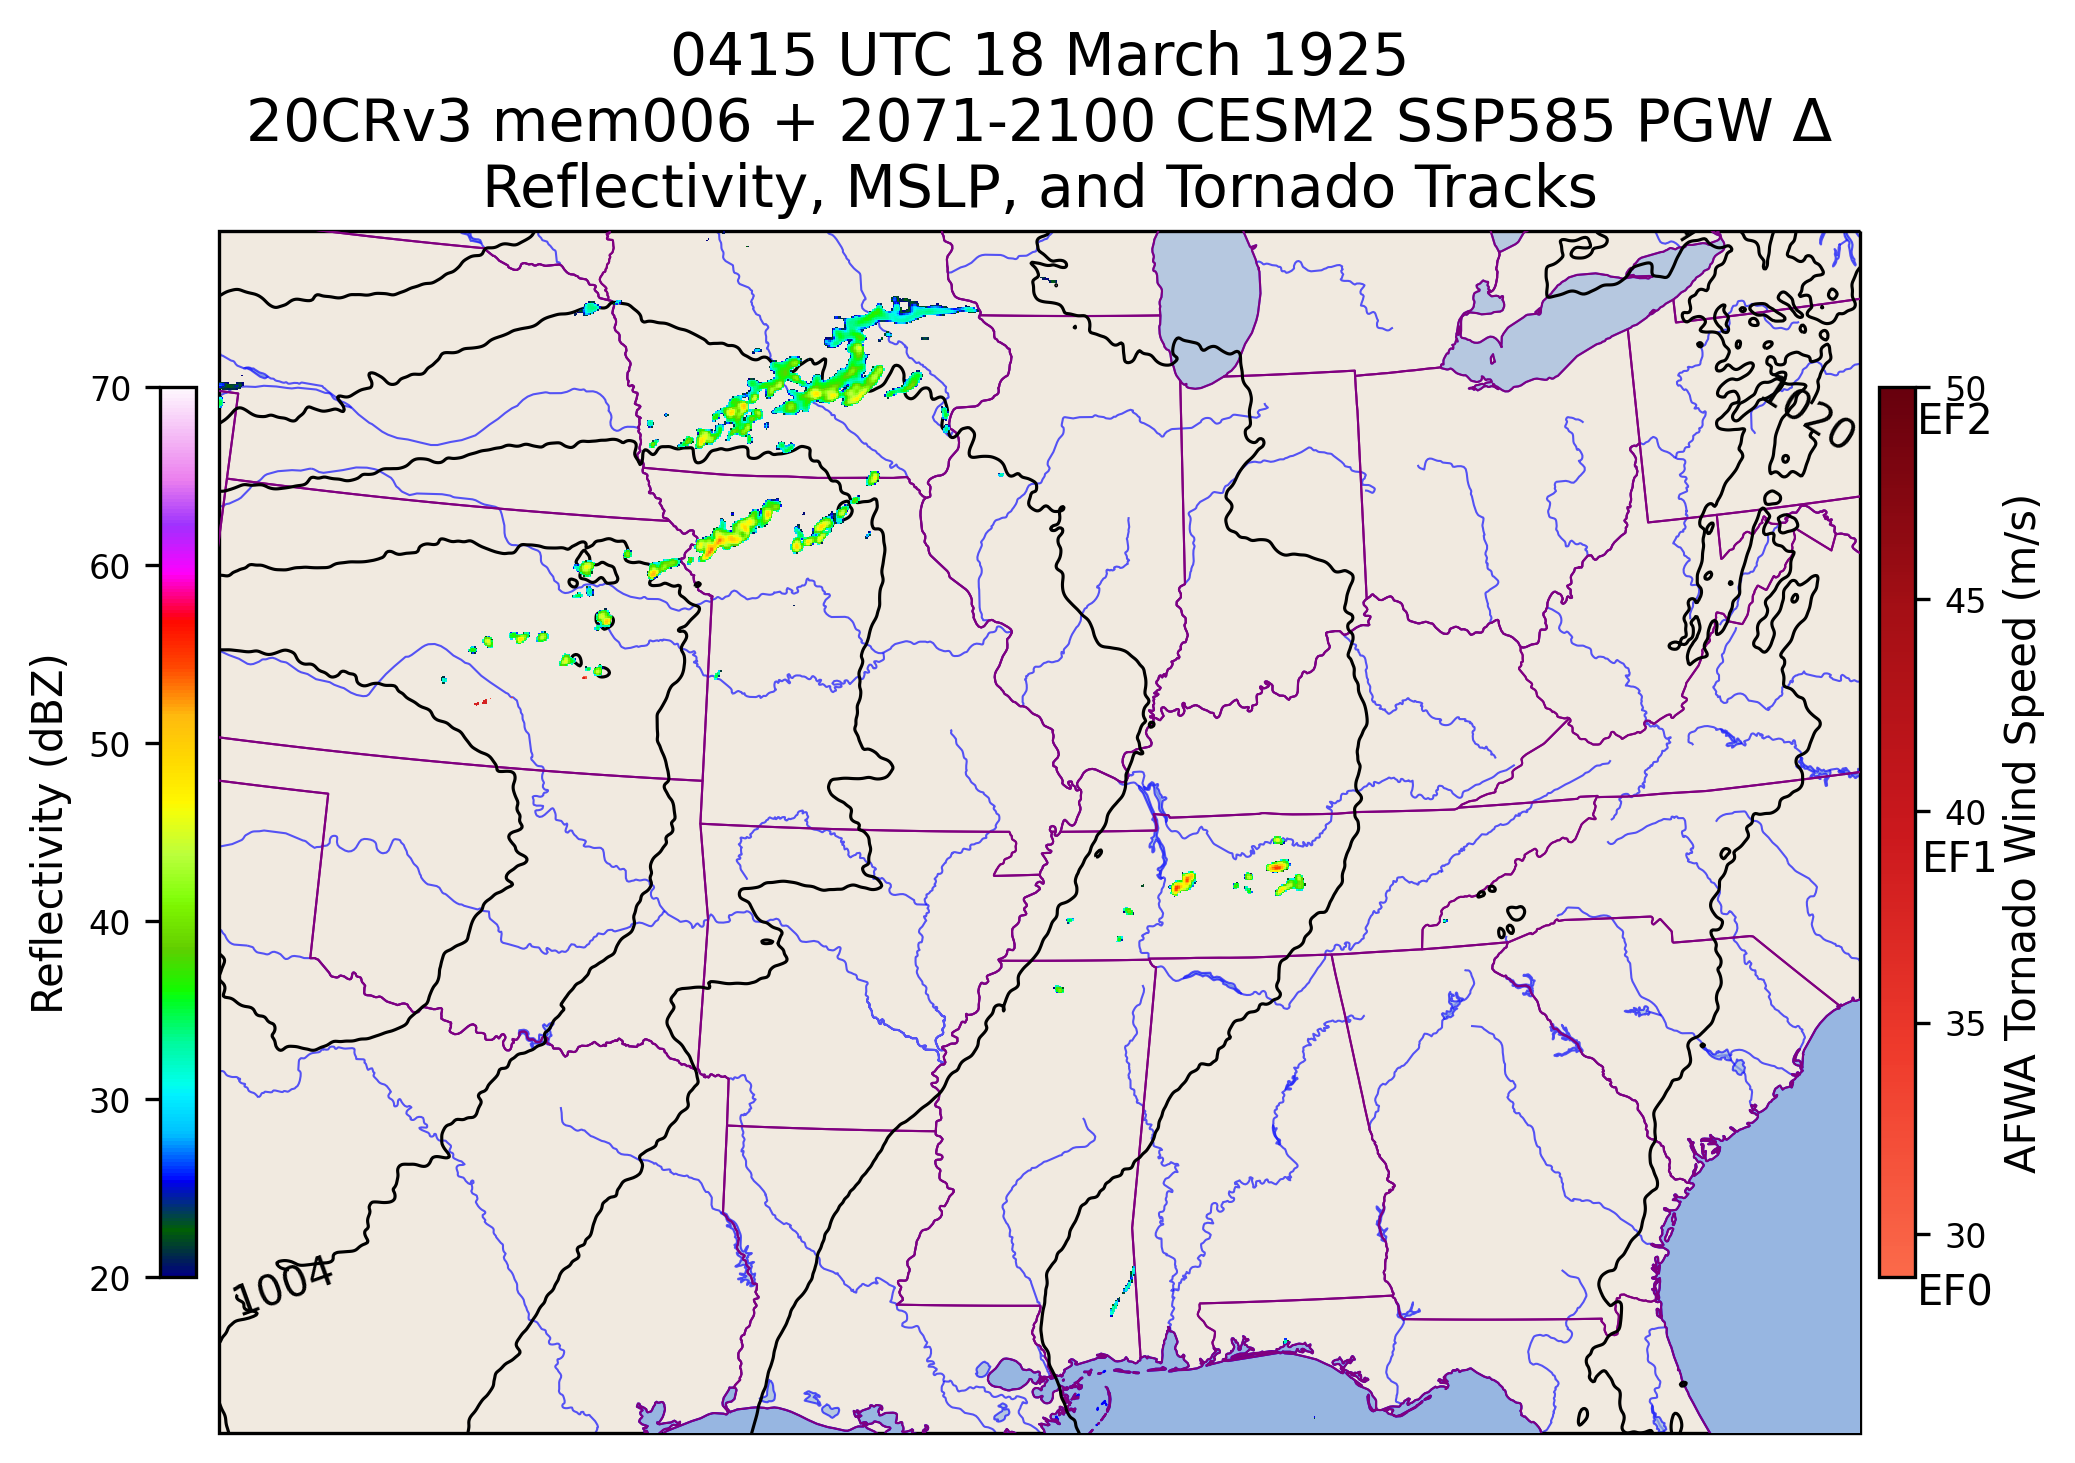 0415 UTC 18 March 1925
20CRv3 mem006 + 2071-2100 CESM2 SSP585 PGW Δ
Reflectivity, MSLP, and Tornado Tracks
Reflectivity (dBZ)
70
60
50
40
30
20
1004
020
50
EF2
45
40
EF1
35
30
EF0
AFWA Tornado Wind Speed (m/s)